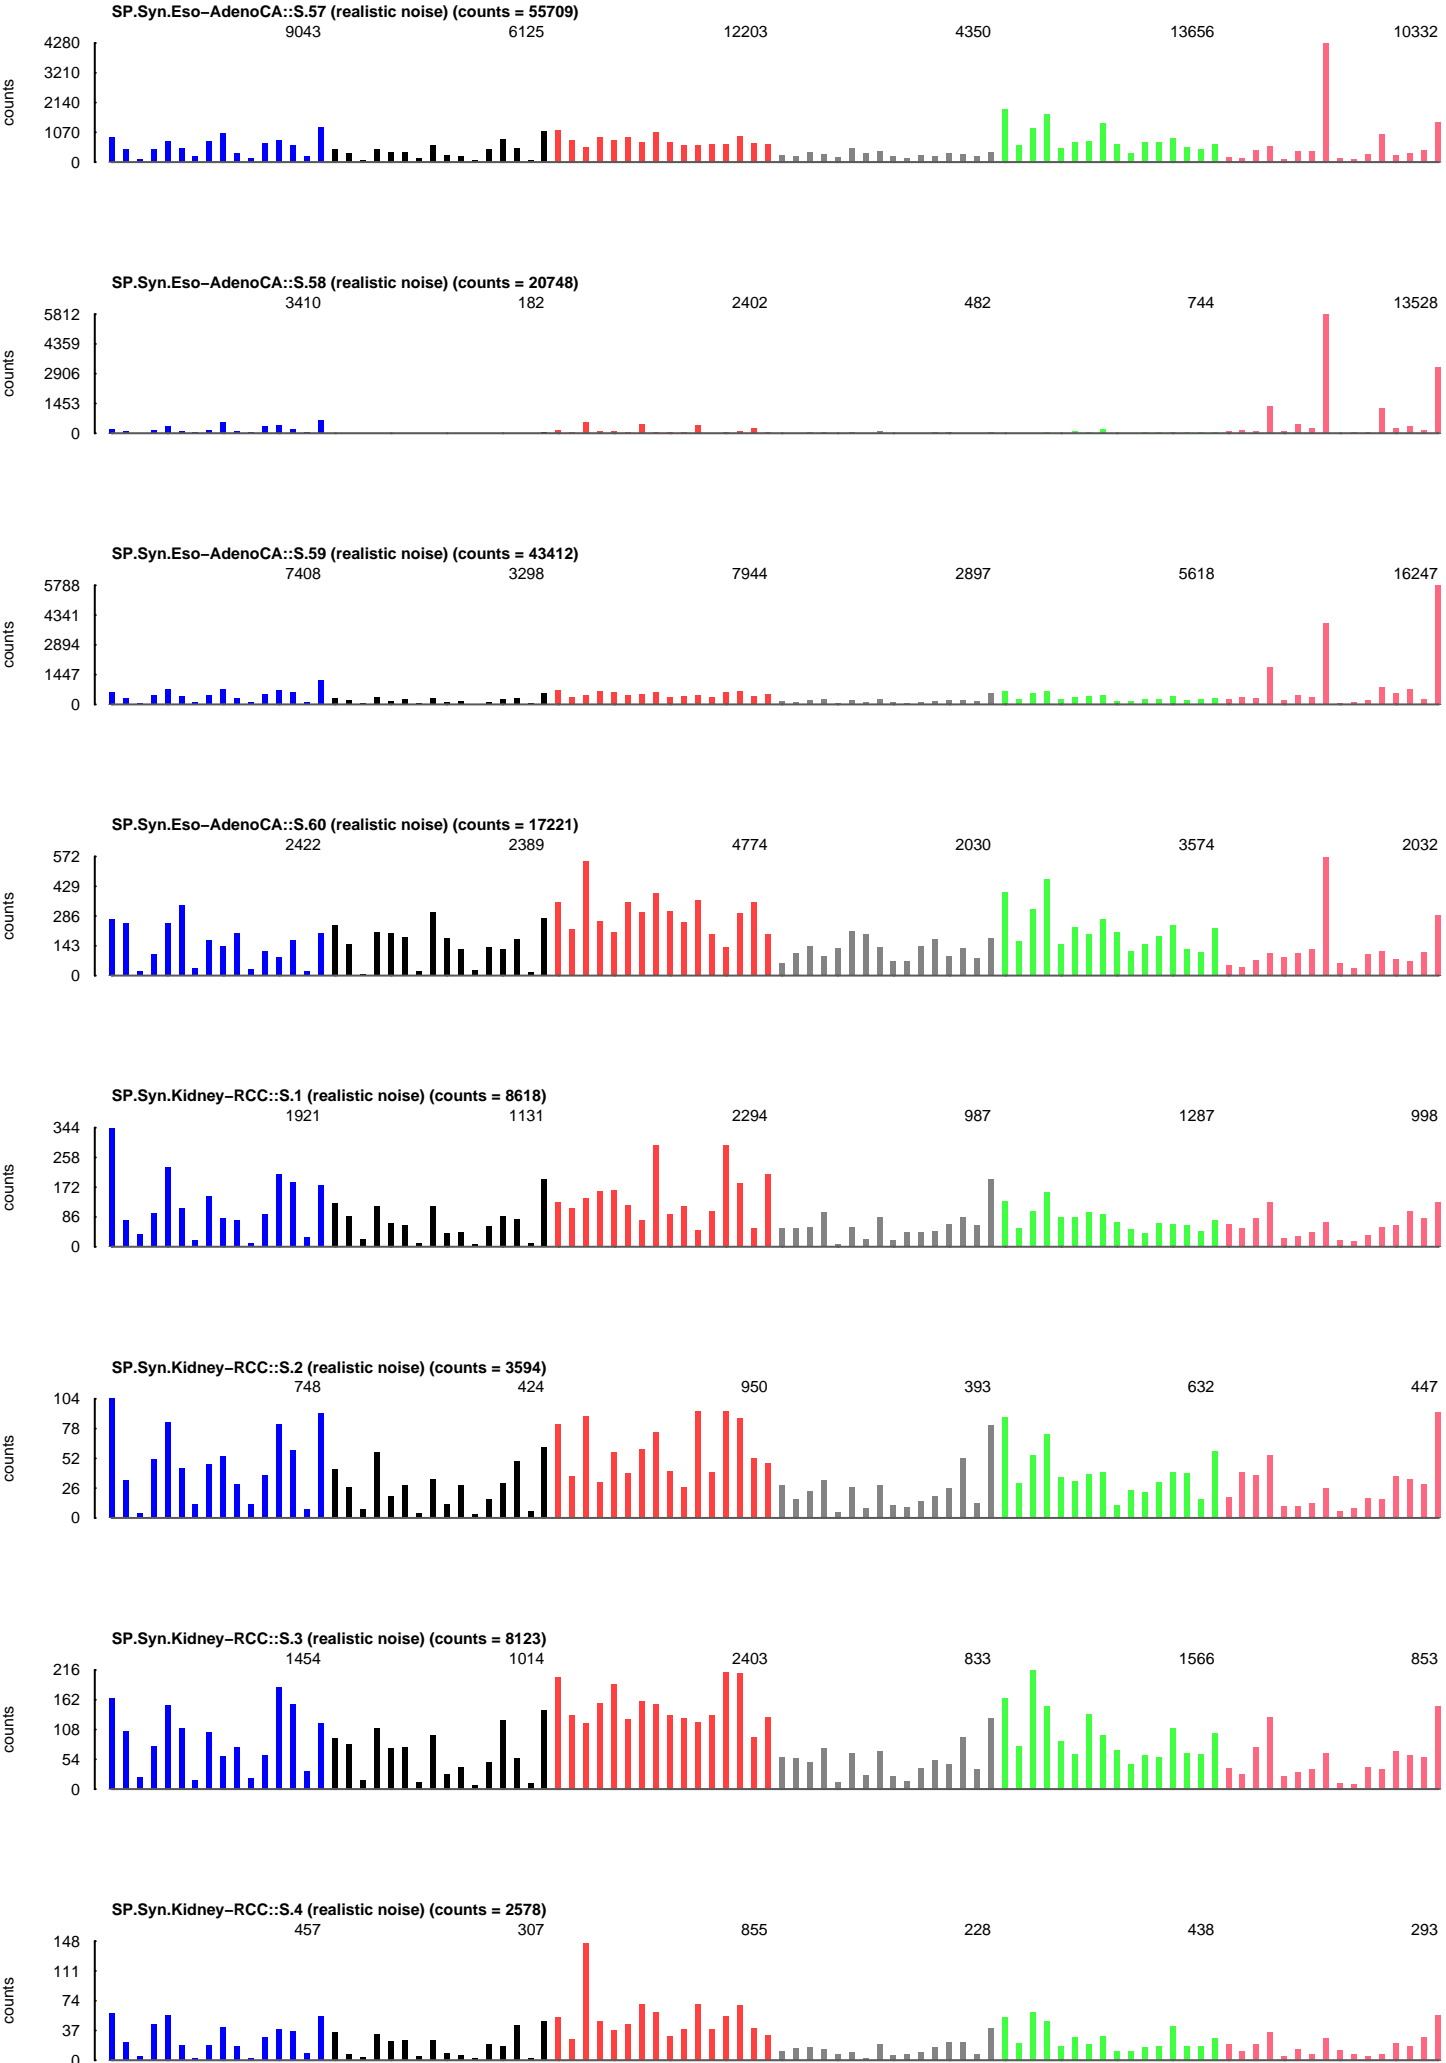 SP.Syn.Eso−AdenoCA::S.57 (realistic noise) (counts = 55709)
9043 6125 12203 4350 13656 10332
4280
3210
2140
1070
0
counts
SP.Syn.Eso−AdenoCA::S.58 (realistic noise) (counts = 20748)
3410 182 2402 482 744 13528
5812
4359
2906
1453
0
counts
SP.Syn.Eso−AdenoCA::S.59 (realistic noise) (counts = 43412)
7408 3298 7944 2897 5618 16247
5788
4341
2894
1447
0
counts
SP.Syn.Eso−AdenoCA::S.60 (realistic noise) (counts = 17221)
2422 2389 4774 2030 3574 2032
572
429
286
143
0
counts
SP.Syn.Kidney−RCC::S.1 (realistic noise) (counts = 8618)
1921 1131 2294 987 1287 998
344
258
172
86
0
counts
SP.Syn.Kidney−RCC::S.2 (realistic noise) (counts = 3594)
748 424 950 393 632 447
104
78
52
26
0
counts
SP.Syn.Kidney−RCC::S.3 (realistic noise) (counts = 8123)
1454 1014 2403 833 1566 853
216
162
108
54
0
counts
SP.Syn.Kidney−RCC::S.4 (realistic noise) (counts = 2578)
457 307 855 228 438 293
148
111
74
37
0
counts